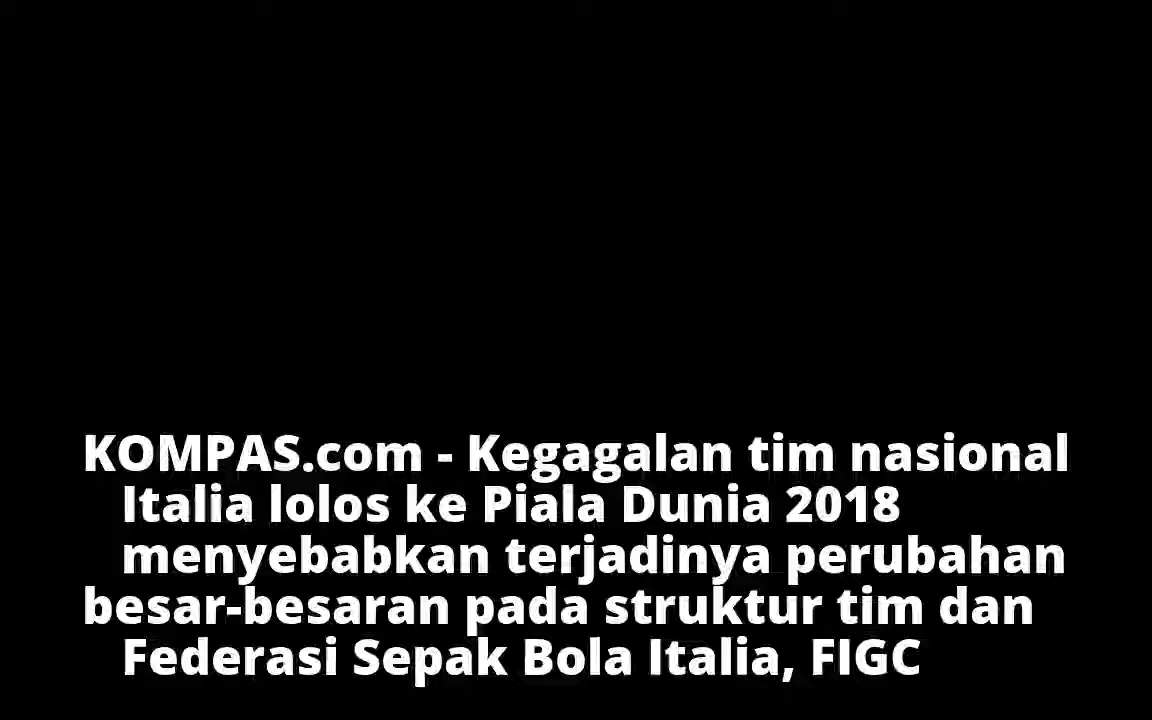 KOMPAS.com - Kegagalan tim nasional
Italia lolos ke Piala Dunia 2018
menyebabkan terjadinya perubahan
besar-besaran pada struktur tim dan
Federasi Sepak Bola Italia, FIGC